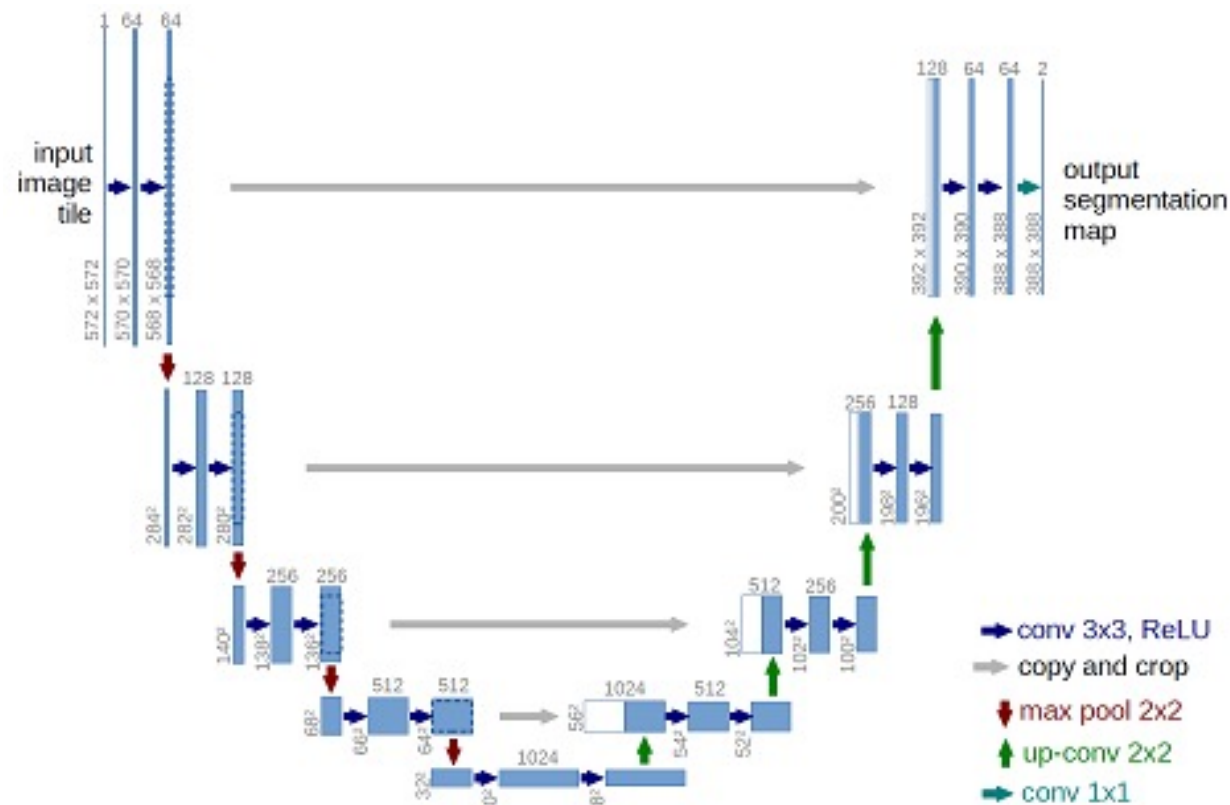 1 64 64
128 64 64 2
input
image
tile
output
segmentation
map
572 x 572
570 x 570
568 x 568
392 x 392
390 x 390
388 x 388
388 x 388
128 128
256 128
284²
282²
280²
200²
198²
196²
256 256
512 256
140²
138²
136²
104²
102²
100²
conv 3x3, ReLU
copy and crop
max pool 2x2
up-conv 2x2
conv 1x1
512 512
1024 512
68²
66²
64²
56²
54²
52²
1024
32²